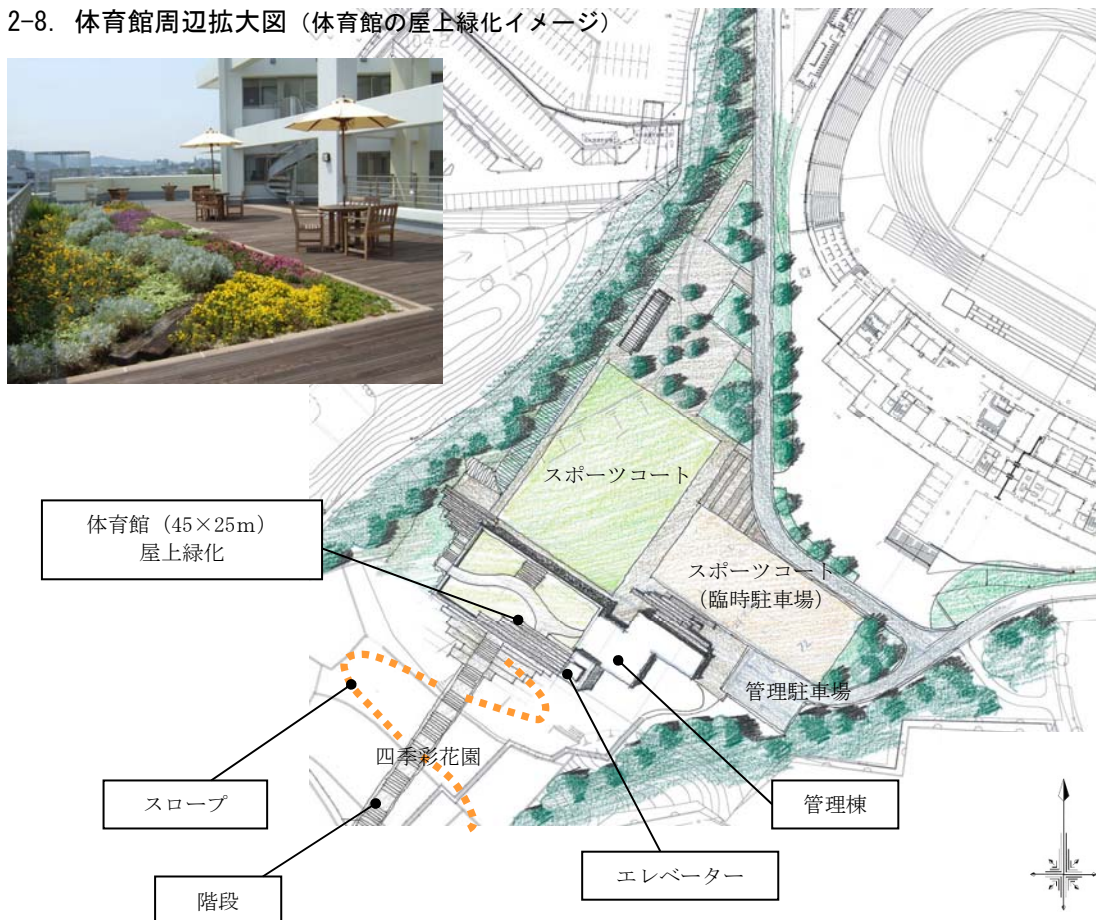 2-8. 体育館周辺拡大図（体育館の屋上緑化イメージ）
スポーツコート
体育館（45×25m）
屋上緑化
スポーツコート
（臨時駐車場）
管理駐車場
四季彩花園
スロープ
管理棟
エレベーター
階段